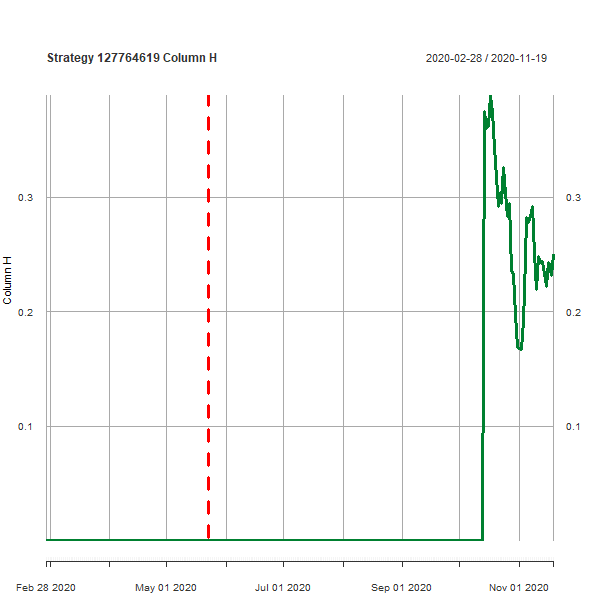 Strategy 127764619 Column H
2020-02-28 / 2020-11-19
Column H
0.3
0.2
0.1
0.3
0.2
0.1
Feb 28 2020
May 01 2020
Jul 01 2020
Sep 01 2020
Nov 01 2020